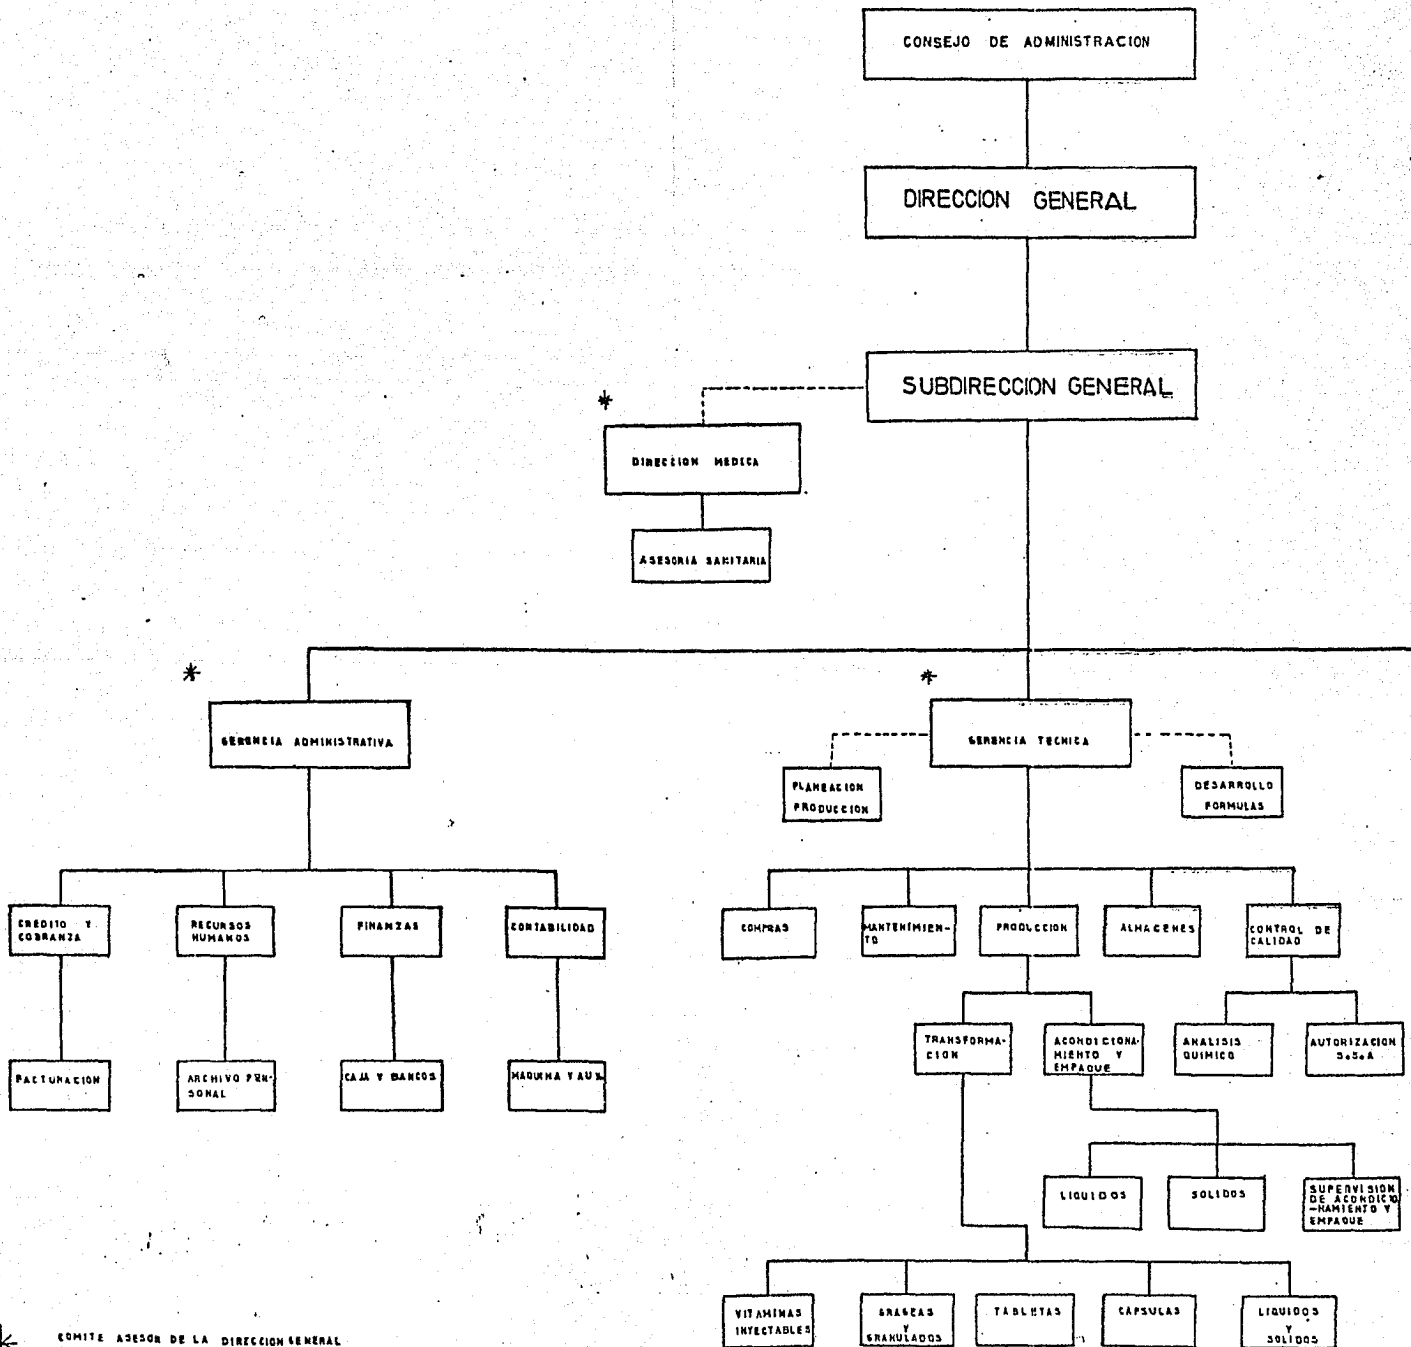 CONSEJO DE ADMINISTRACION
DIRECCION GENERAL
SUBDIRECCION GENERAL
*
DIRECCION MEDICA
ASESORIA SANITARIA
*
*
GERENCIA ADMINISTRATIVA
GERENCIA TECNICA
PLANEACION
PRODUCCION
DESARROLLO
FORMULAS
CREDITO Y
COBRANZA
RECURSOS
HUMANOS
FINANZAS
CONTABILIDAD
COMPRAS
MANTENIMIEN-
TO
PRODUCCION
ALMACENES
CONTROL DE
CALIDAD
TRANSFORMA-
CION
ACONDICIONA-
MIENTO Y
EMPAQUE
ANALISIS
QUIMICO
AUTORIZACION
S.S.A
FACTURACION
ARCHIVO PER-
SONAL
CAJA Y BANCOS
MAQUINA Y AUX.
LIQUIDOS
SOLIDOS
SUPERVISION
DE ACONDICIO
-NAMIENTO Y
EMPAQUE
VITAMINAS
INYECTABLES
GRAGEAS
Y
GRANULADOS
TABLETAS
CAPSULAS
LIQUIDOS
Y
SOLIDOS
* COMITE ASESOR DE LA DIRECCION GENERAL